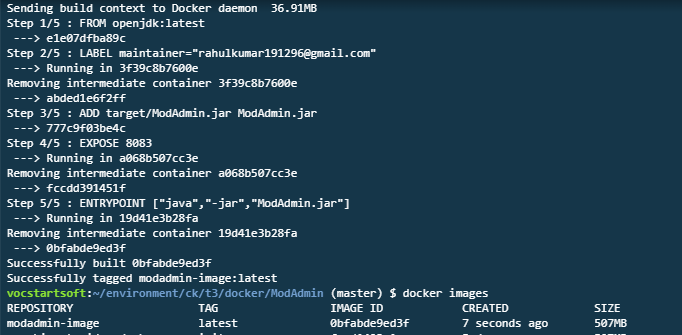 Sending build context to Docker daemon  36.91MB
Step 1/5 : FROM openjdk:latest
 ---> e1e07dfba89c
Step 2/5 : LABEL maintainer="rahulkumar191296@gmail.com"
 ---> Running in 3f39c8b7600e
Removing intermediate container 3f39c8b7600e
 ---> abded1e6f2ff
Step 3/5 : ADD target/ModAdmin.jar ModAdmin.jar
 ---> 777c9f03be4c
Step 4/5 : EXPOSE 8083
 ---> Running in a068b507cc3e
Removing intermediate container a068b507cc3e
 ---> fccdd391451f
Step 5/5 : ENTRYPOINT ["java","-jar","ModAdmin.jar"]
 ---> Running in 19d41e3b28fa
Removing intermediate container 19d41e3b28fa
 ---> 0bfabde9ed3f
Successfully built 0bfabde9ed3f
Successfully tagged modadmin-image:latest
vocstartsoft:~/environment/ck/t3/docker/ModAdmin (master) $ docker images
REPOSITORY TAG IMAGE ID CREATED SIZE
modadmin-image latest 0bfabde9ed3f 7 seconds ago 507MB